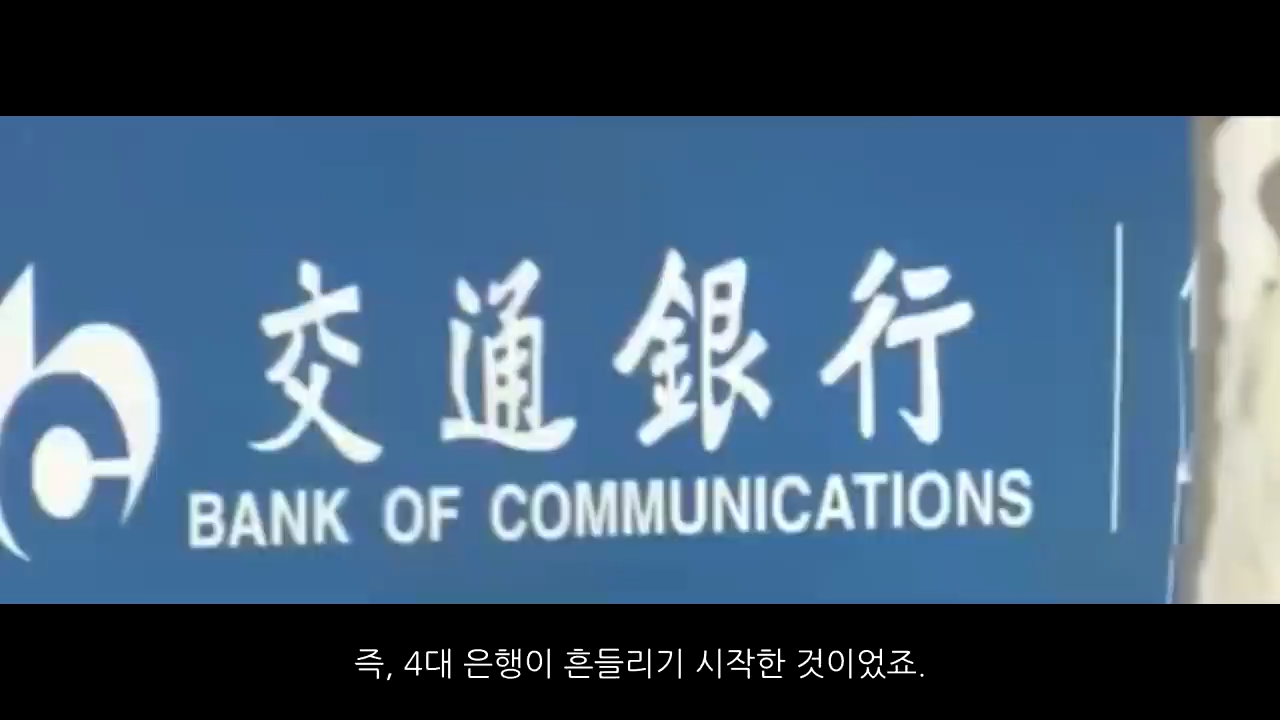 交通銀行
BANK OF COMMUNICATIONS
즉, 4대 은행이 흔들리기 시작한 것이었죠.